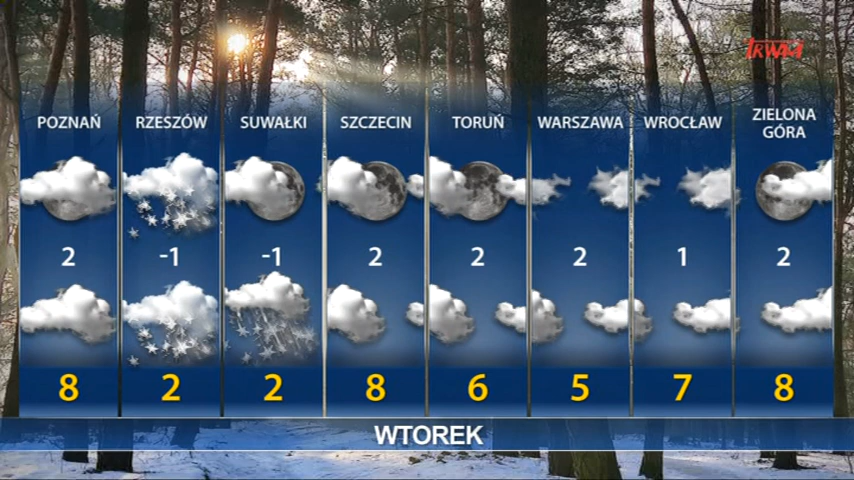 TRWAM
POZNAŃ
RZESZÓW
SUWAŁKI
SZCZECIN
TORUŃ
WARSZAWA
WROCŁAW
ZIELONA
GÓRA
2 -1 -1 2 2 2 1 2
8 2 2 8 6 5 7 8
WTOREK